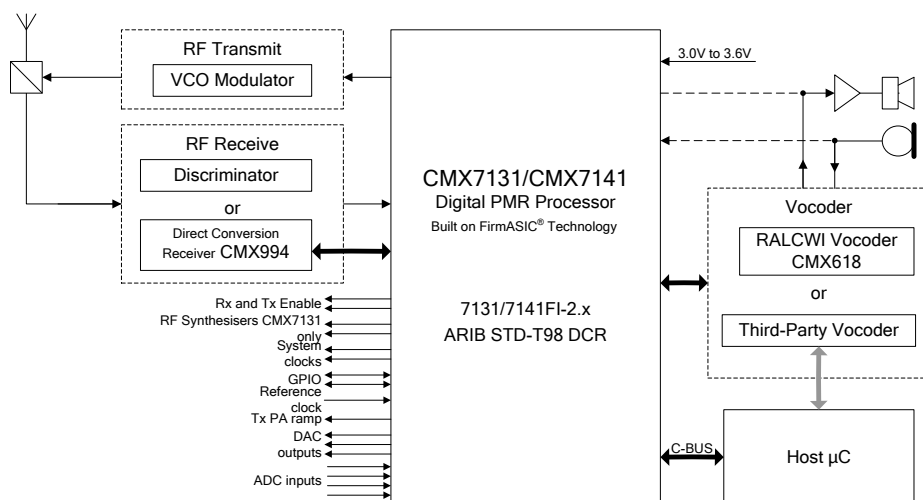 RF Transmit
VCO Modulator
RF Receive
Discriminator
or
Direct Conversion
Receiver CMX994
Rx and Tx Enable
RF Synthesisers CMX7131
only
System
clocks
GPIO
Reference
clock
Tx PA ramp
DAC
outputs
ADC inputs
CMX7131/CMX7141
Digital PMR Processor
Built on FirmASIC® Technology
7131/7141FI-2.x
ARIB STD-T98 DCR
3.0V to 3.6V
Vocoder
RALCWI Vocoder
CMX618
or
Third-Party Vocoder
C-BUS
Host µC